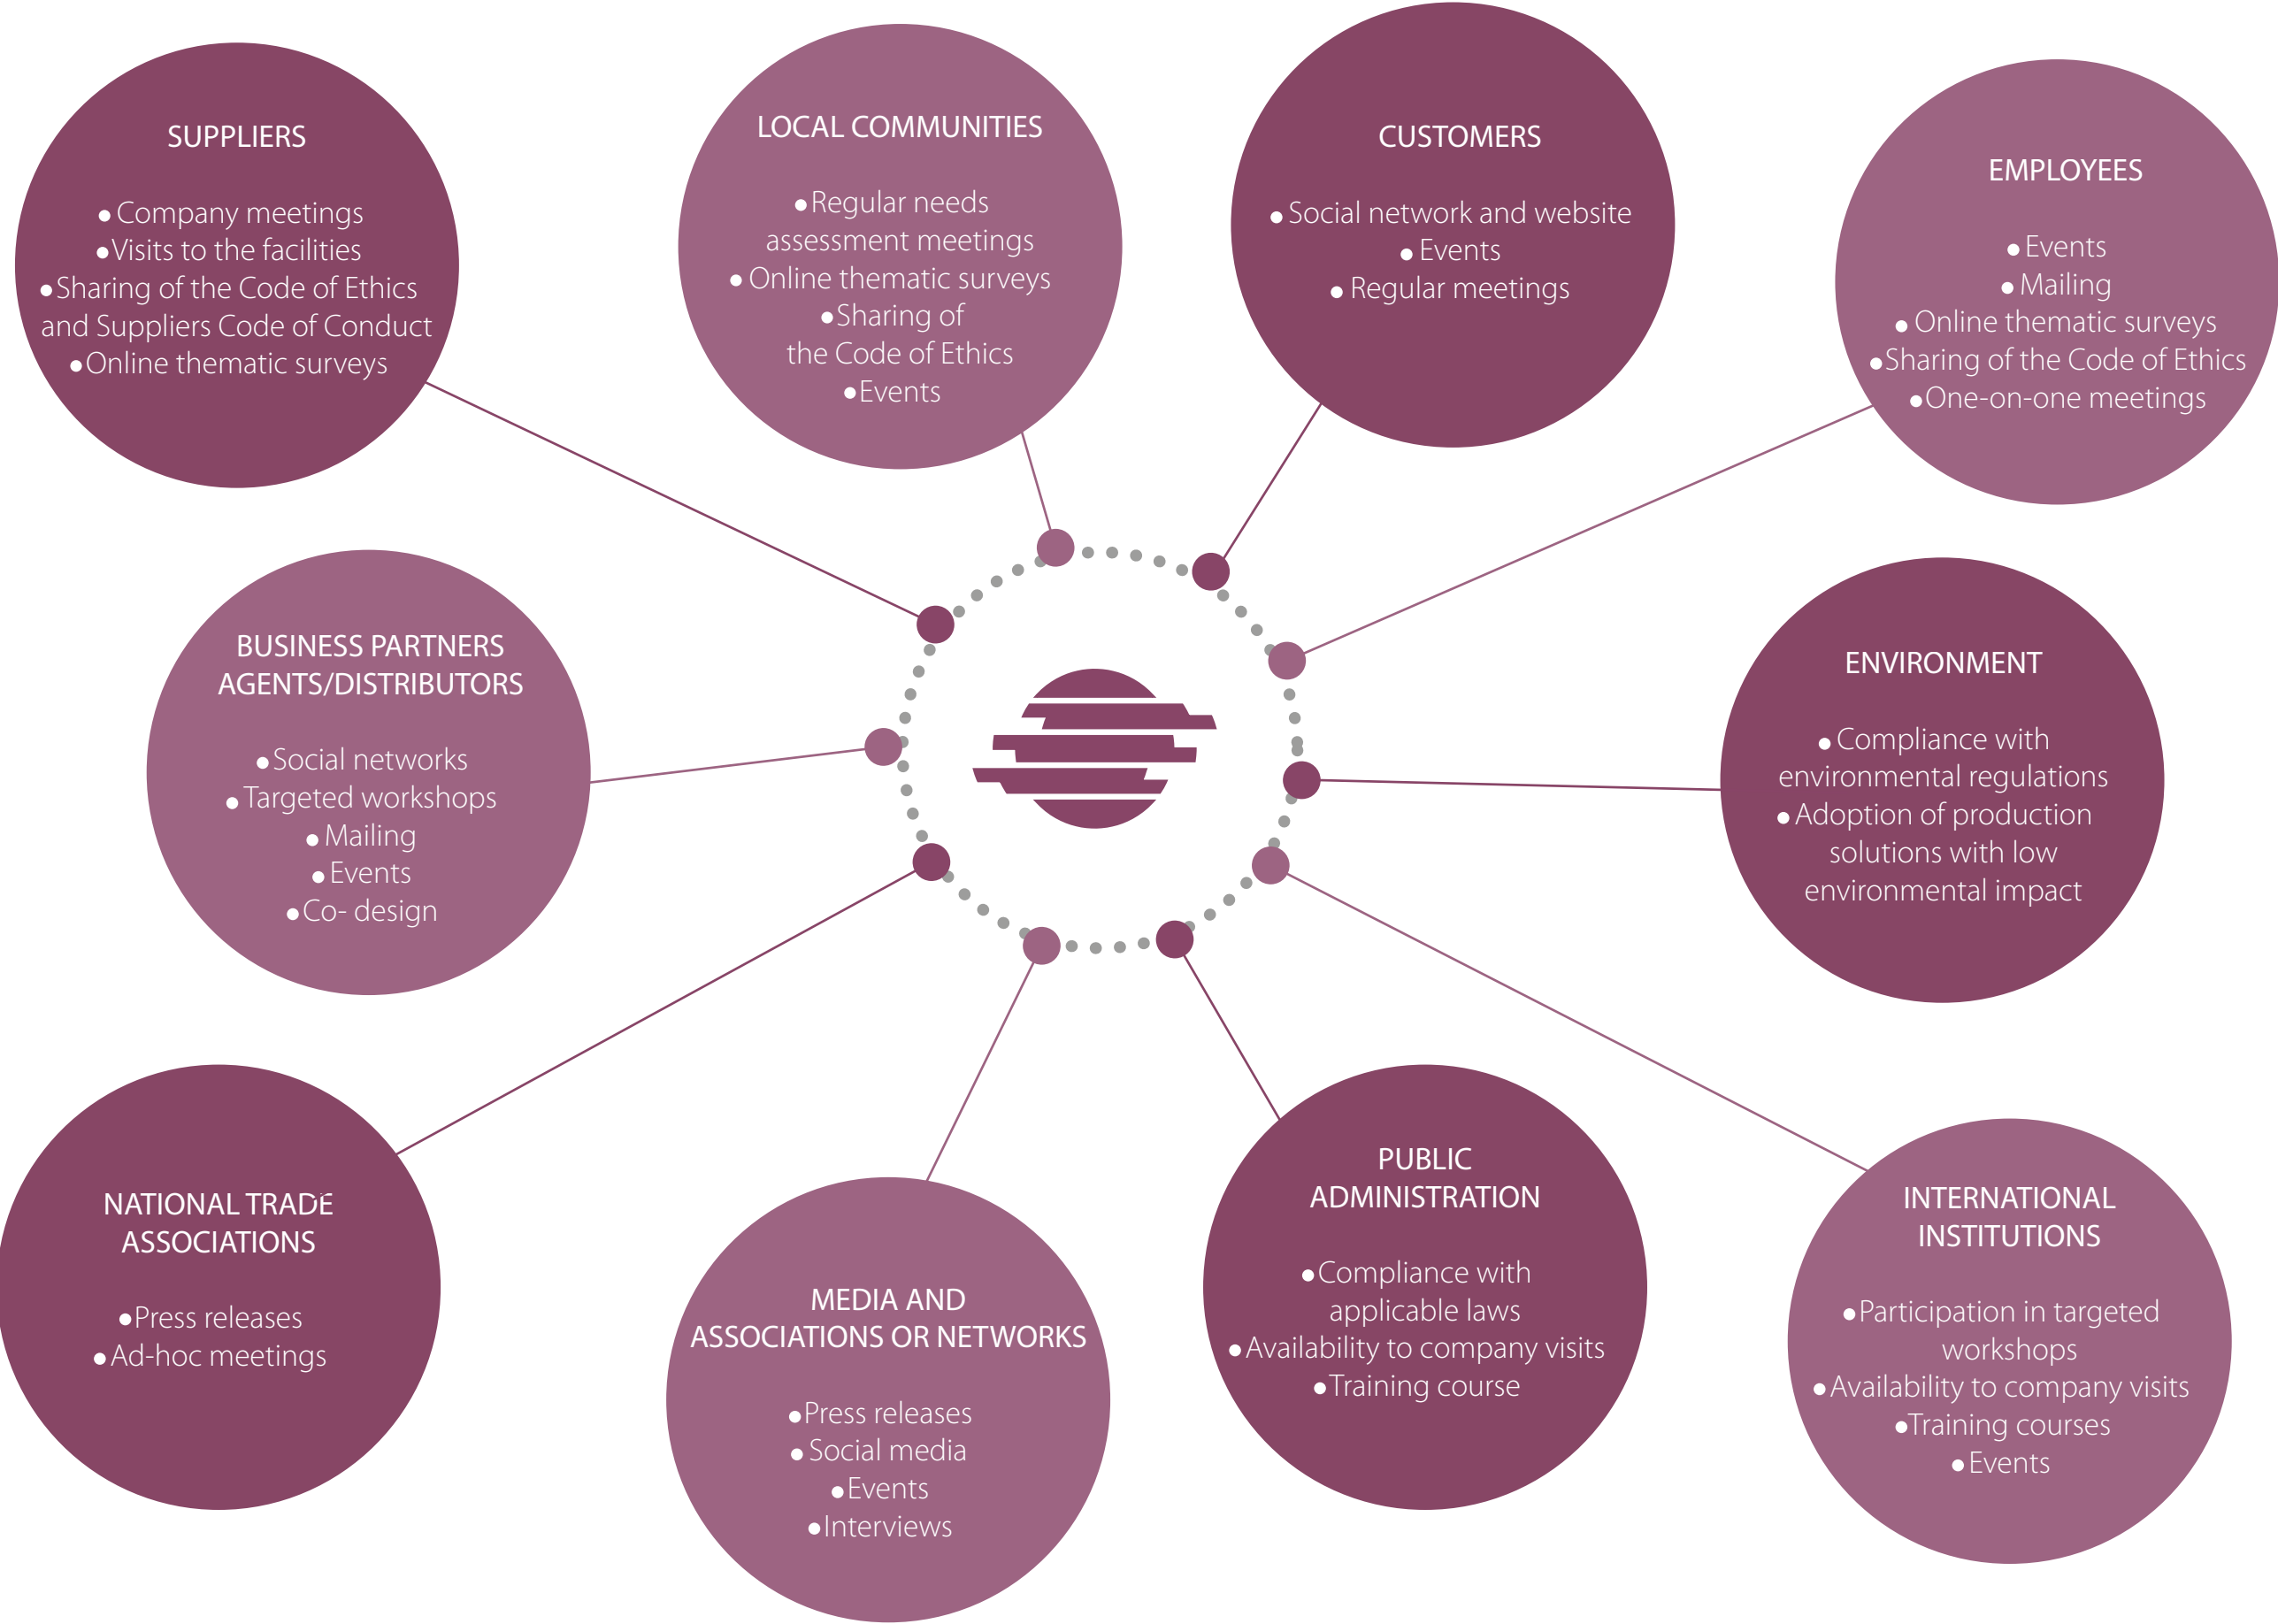 SUPPLIERS
●Company meetings
●Visits to the facilities
●Sharing of the Code of Ethics
and Suppliers Code of Conduct
●Online thematic surveys
LOCAL COMMUNITIES
●Regular needs
assessment meetings
● Online thematic surveys
●Sharing of
the Code of Ethics
●Events
CUSTOMERS
● Social network and website
● Events
● Regular meetings
EMPLOYEES
● Events
● Mailing
● Online thematic surveys
●Sharing of the Code of Ethics
●One-on-one meetings
BUSINESS PARTNERS
AGENTS/DISTRIBUTORS
●Social networks
● Targeted workshops
● Mailing
● Events
●Co- design
ENVIRONMENT
● Compliance with
environmental regulations
● Adoption of production
solutions with low
environmental impact
NATIONAL TRADE
ASSOCIATIONS
●Press releases
● Ad-hoc meetings
MEDIA AND
ASSOCIATIONS OR NETWORKS
●Press releases
● Social media
●Events
●Interviews
PUBLIC
ADMINISTRATION
●Compliance with
applicable laws
●Availability to company visits
●Training course
INTERNATIONAL
INSTITUTIONS
●Participation in targeted
workshops
●Availability to company visits
●Training courses
●Events